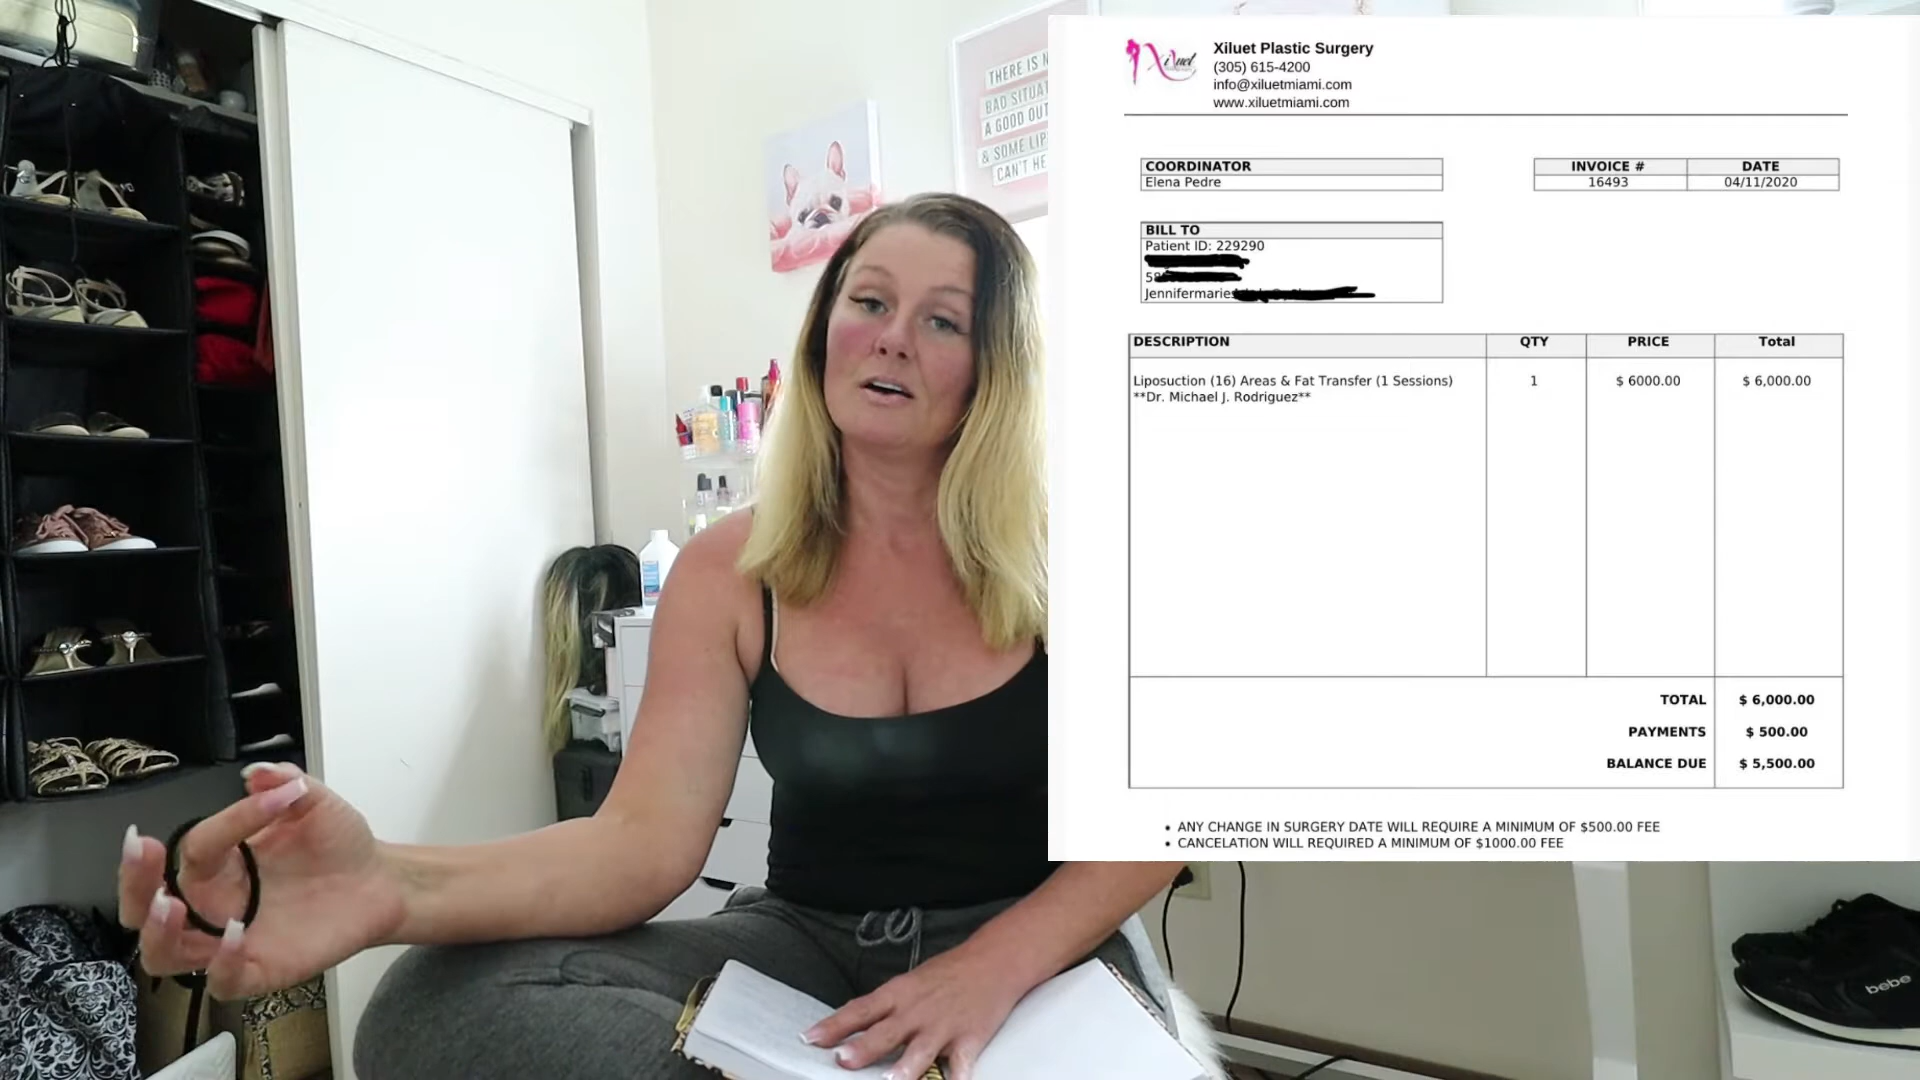 THERE IS
BAD
A GOOD
& SOME
CAN'T
Xiluet
Xiluet Plastic Surgery
(305) 615-4200
info@xiluetmiami.com
www.xiluetmiami.com
COORDINATOR
Elena Pedre
INVOICE # DATE
16493 04/11/2020
BILL TO
Patient ID: 229290
Jennifermarie
DESCRIPTION QTY PRICE Total
Liposuction (16) Areas & Fat Transfer (1 Sessions) 1 $ 6000.00 $ 6,000.00
**Dr. Michael J. Rodriguez**
TOTAL $ 6,000.00
PAYMENTS $ 500.00
BALANCE DUE $ 5,500.00
• ANY CHANGE IN SURGERY DATE WILL REQUIRE A MINIMUM OF $500.00 FEE
• CANCELATION WILL REQUIRED A MINIMUM OF $1000.00 FEE
bebe